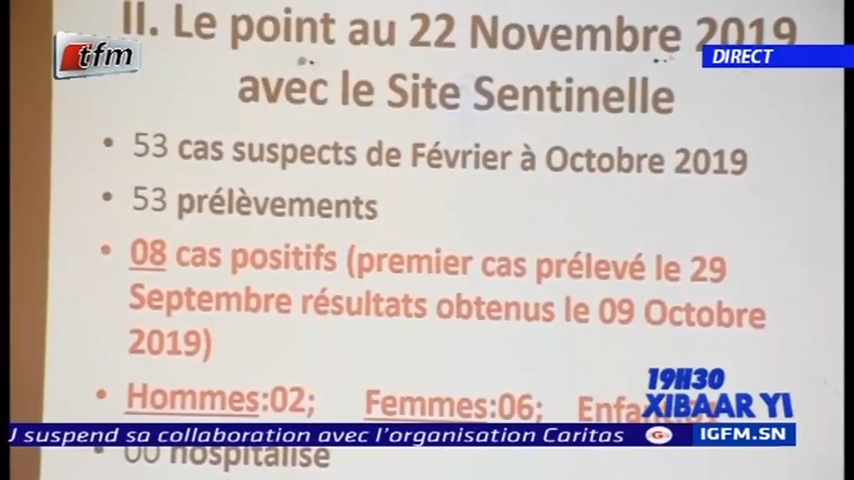 II. Le point au 22 Novembre 2019
tfm
DIRECT
avec le Site Sentinelle
• 53 cas suspects de Février à Octobre 2019
• 53 prélèvements
• 08 cas positifs (premier cas prélevé le 29
Septembre résultats obtenus le 09 Octobre
2019)
• Hommes:02; Femmes:06;
19H30
XIBAAR YI
J suspend sa collaboration avec l'organisation Caritas
IGFM.SN
• 00 hospitalisé